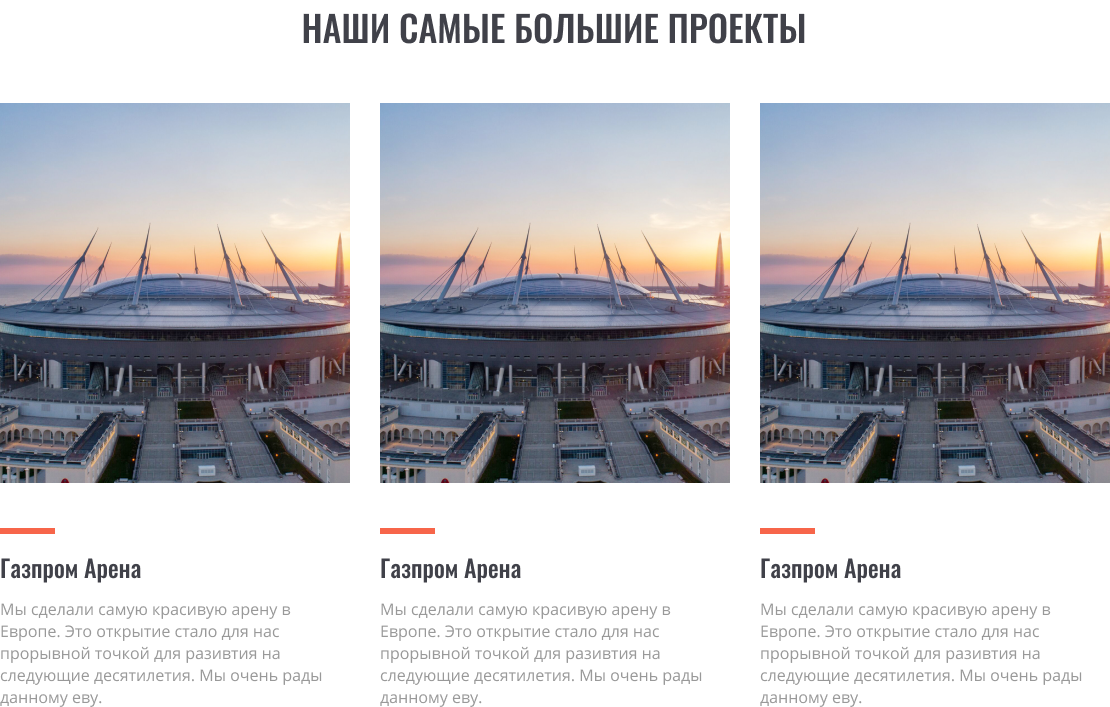 НАШИ САМЫЕ БОЛЬШИЕ ПРОЕКТЫ
Газпром Арена
Мы сделали самую красивую арену в
Европе. Это открытие стало для нас
прорывной точкой для разивтия на
следующие десятилетия. Мы очень рады
данному еву.
Газпром Арена
Мы сделали самую красивую арену в
Европе. Это открытие стало для нас
прорывной точкой для разивтия на
следующие десятилетия. Мы очень рады
данному еву.
Газпром Арена
Мы сделали самую красивую арену в
Европе. Это открытие стало для нас
прорывной точкой для разивтия на
следующие десятилетия. Мы очень рады
данному еву.